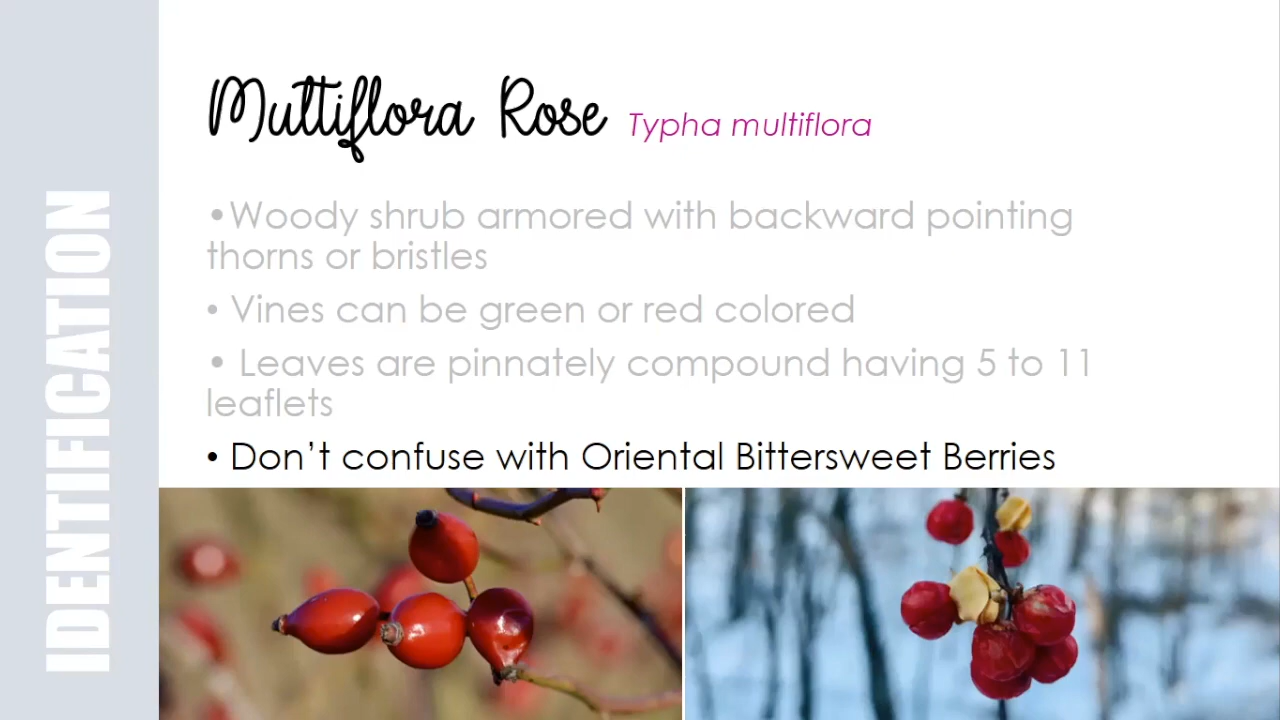 IDENTIFICATION
Multiflora Rose Typha multiflora
•Woody shrub armored with backward pointing
thorns or bristles
• Vines can be green or red colored
• Leaves are pinnately compound having 5 to 11
leaflets
• Don’t confuse with Oriental Bittersweet Berries